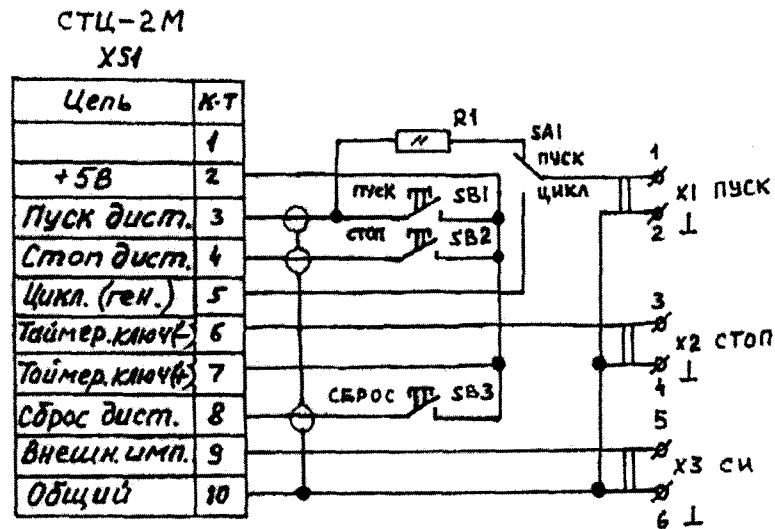 СТЦ-2М
XS1
Цепь К-Т
1
+5В 2
Пуск дист. 3
Стоп дист. 4
Цикл. (ген.) 5
Таймер.ключ(-) 6
Таймер.ключ(+) 7
Сброс дист. 8
Внешн. имп. 9
Общий 10
R1
SA1
ПУСК
ЦИКЛ
ПУСК SB1
СТОП SB2
СБРОС SB3
1
X1 ПУСК
2 ⊥
3
X2 СТОП
4 ⊥
5
X3 СИ
6 ⊥